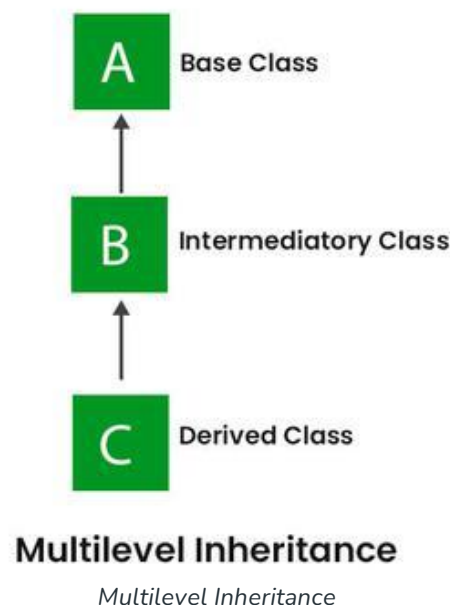 A
Base Class
B
Intermediatory Class
C
Derived Class
Multilevel Inheritance
Multilevel Inheritance